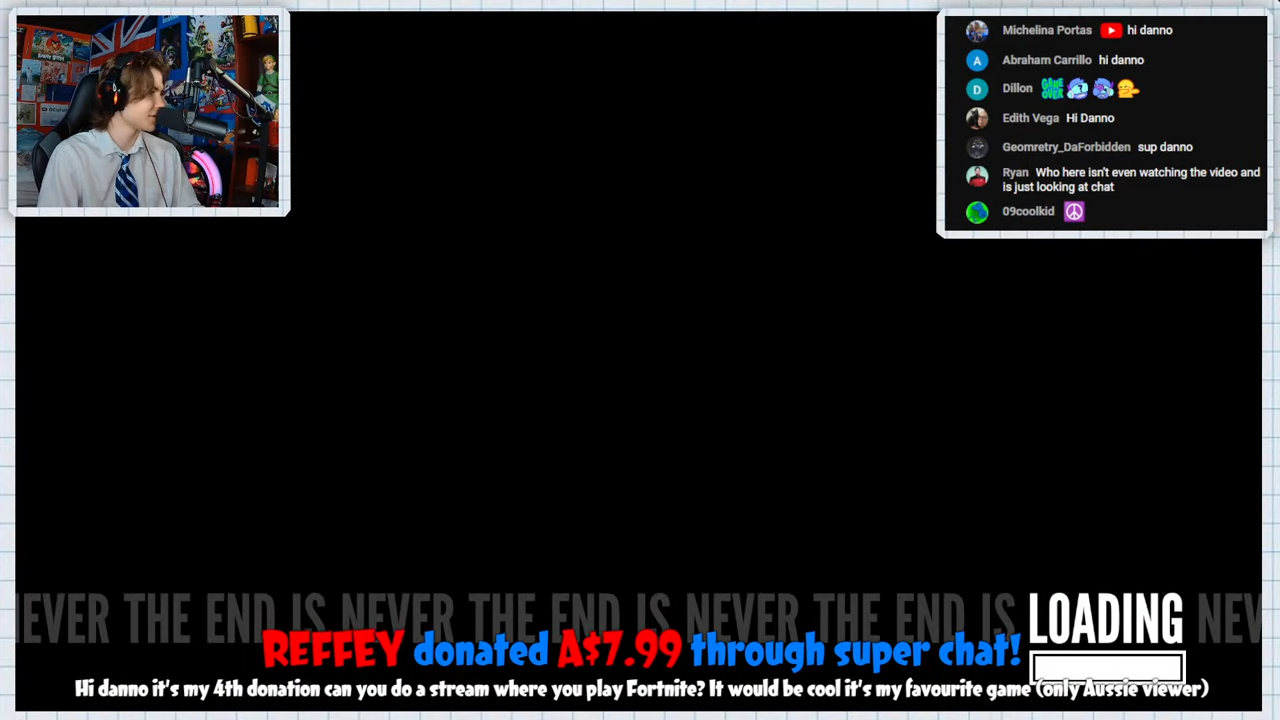 Michelina Portas hi danno
Abraham Carrillo hi danno
Dillon GAME OVER
Edith Vega Hi Danno
Geomretry_DaForbidden sup danno
Ryan Who here isn't even watching the video and
is just looking at chat
09coolkid
EVER THE END IS NEVER THE END IS NEVER THE END IS LOADING NEV
REFFEY donated A$7.99 through super chat!
Hi danno it's my 4th donation can you do a stream where you play Fortnite? It would be cool it's my favourite game (only Aussie viewer)